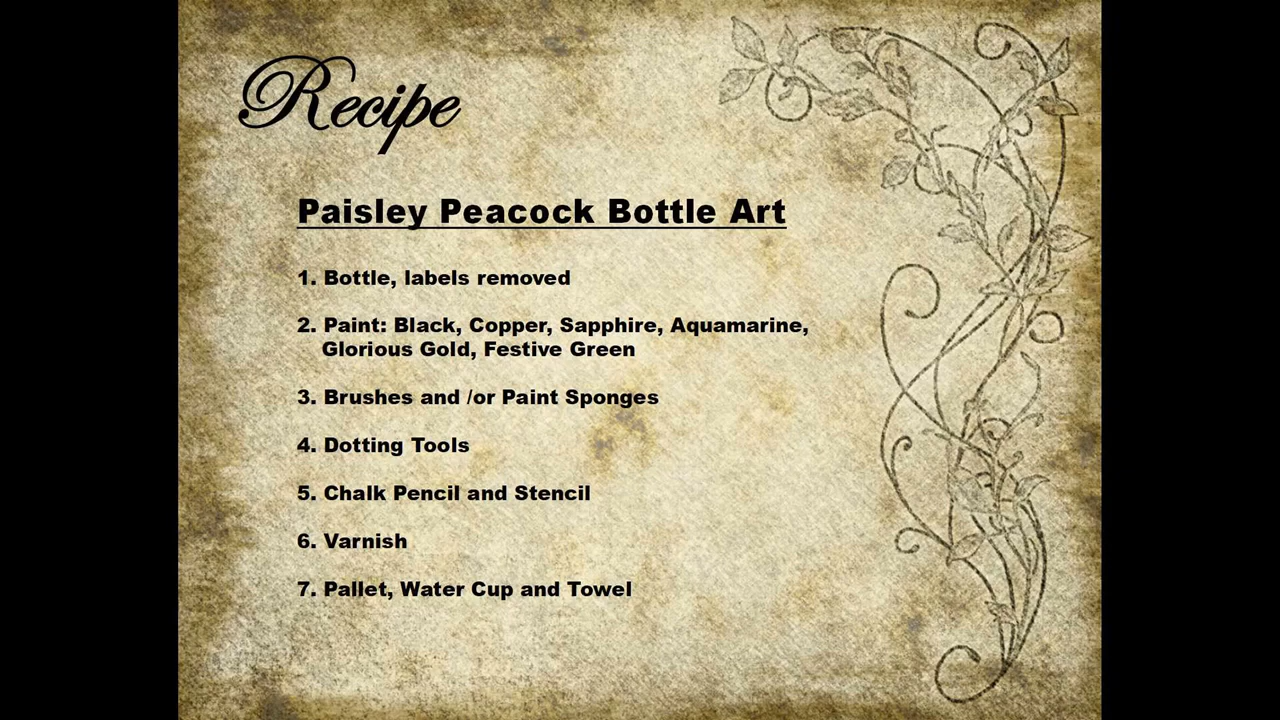 Recipe
Paisley Peacock Bottle Art
1. Bottle, labels removed
2. Paint: Black, Copper, Sapphire, Aquamarine,
Glorious Gold, Festive Green
3. Brushes and /or Paint Sponges
4. Dotting Tools
5. Chalk Pencil and Stencil
6. Varnish
7. Pallet, Water Cup and Towel